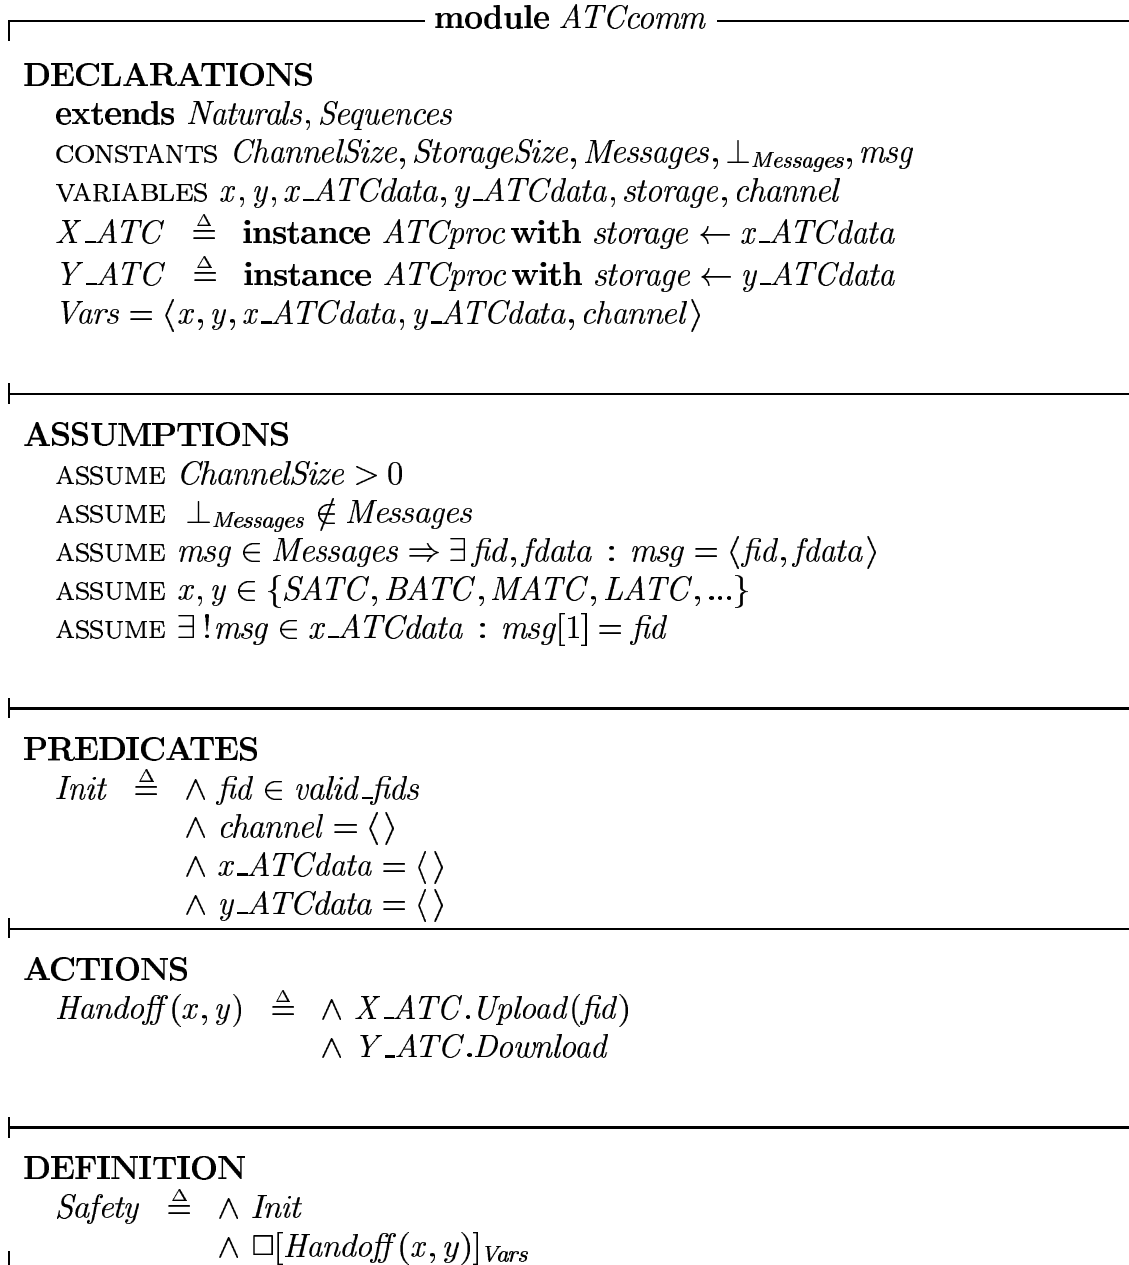 module ATCcomm
DECLARATIONS
extends Naturals, Sequences
CONSTANTS ChannelSize, StorageSize, Messages, ⊥_Messages, msg
VARIABLES x, y, x_ATCdata, y_ATCdata, storage, channel
X_ATC ≜ instance ATCproc with storage ← x_ATCdata
Y_ATC ≜ instance ATCproc with storage ← y_ATCdata
Vars = ⟨x, y, x_ATCdata, y_ATCdata, channel⟩
ASSUMPTIONS
ASSUME ChannelSize > 0
ASSUME ⊥_Messages ∉ Messages
ASSUME msg ∈ Messages ⇒ ∃ fid, fdata : msg = ⟨fid, fdata⟩
ASSUME x, y ∈ {SATC, BATC, MATC, LATC, ...}
ASSUME ∃ !msg ∈ x_ATCdata : msg[1] = fid
PREDICATES
Init ≜ ∧ fid ∈ valid_fids
∧ channel = ⟨ ⟩
∧ x_ATCdata = ⟨ ⟩
∧ y_ATCdata = ⟨ ⟩
ACTIONS
Handoff(x, y) ≜ ∧ X_ATC.Upload(fid)
∧ Y_ATC.Download
DEFINITION
Safety ≜ ∧ Init
∧ □[Handoff(x, y)]_Vars